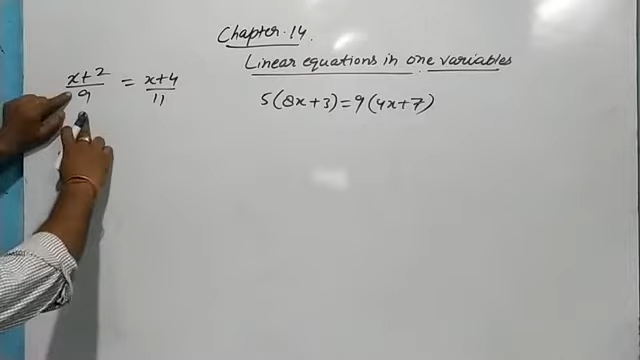 Chapter.14.
Linear equations in one variables
x+2/9 = x+4/11
5(8x+3)=9(4x+7)